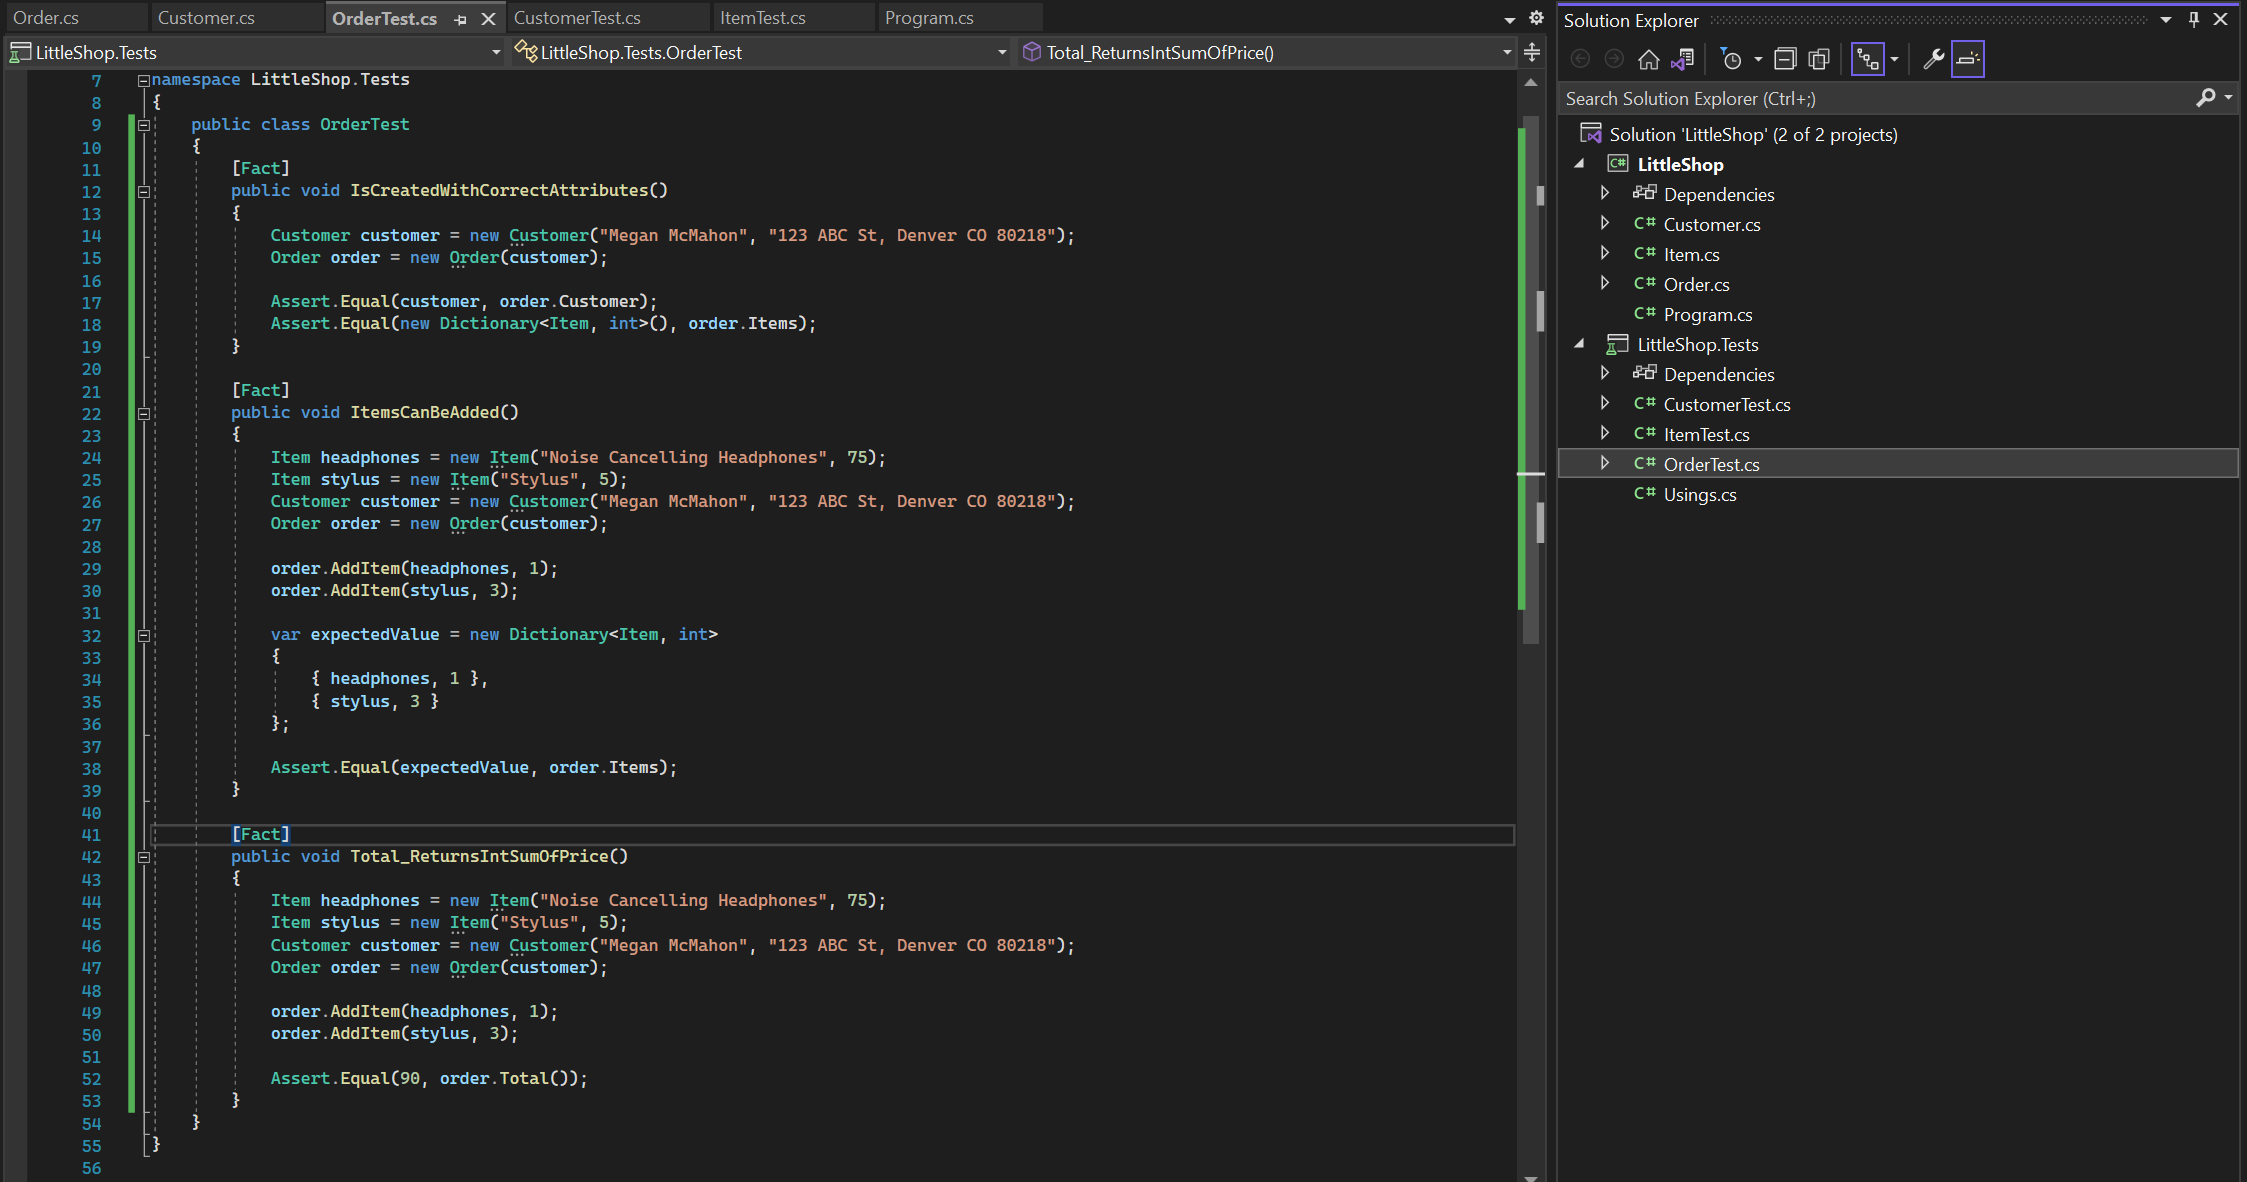 Order.cs Customer.cs OrderTest.cs CustomerTest.cs ItemTest.cs Program.cs
LittleShop.Tests LittleShop.Tests.OrderTest Total_ReturnsIntSumOfPrice()
7 namespace LittleShop.Tests
8 {
9 public class OrderTest
10 {
11 [Fact]
12 public void IsCreatedWithCorrectAttributes()
13 {
14 Customer customer = new Customer("Megan McMahon", "123 ABC St, Denver CO 80218");
15 Order order = new Order(customer);
16
17 Assert.Equal(customer, order.Customer);
18 Assert.Equal(new Dictionary<Item, int>(), order.Items);
19 }
20
21 [Fact]
22 public void ItemsCanBeAdded()
23 {
24 Item headphones = new Item("Noise Cancelling Headphones", 75);
25 Item stylus = new Item("Stylus", 5);
26 Customer customer = new Customer("Megan McMahon", "123 ABC St, Denver CO 80218");
27 Order order = new Order(customer);
28
29 order.AddItem(headphones, 1);
30 order.AddItem(stylus, 3);
31
32 var expectedValue = new Dictionary<Item, int>
33 {
34 { headphones, 1 },
35 { stylus, 3 }
36 };
37
38 Assert.Equal(expectedValue, order.Items);
39 }
40
41 [Fact]
42 public void Total_ReturnsIntSumOfPrice()
43 {
44 Item headphones = new Item("Noise Cancelling Headphones", 75);
45 Item stylus = new Item("Stylus", 5);
46 Customer customer = new Customer("Megan McMahon", "123 ABC St, Denver CO 80218");
47 Order order = new Order(customer);
48
49 order.AddItem(headphones, 1);
50 order.AddItem(stylus, 3);
51
52 Assert.Equal(90, order.Total());
53 }
54 }
55 }
56
Solution Explorer
Search Solution Explorer (Ctrl+;)
Solution 'LittleShop' (2 of 2 projects)
C# LittleShop
Dependencies
C# Customer.cs
C# Item.cs
C# Order.cs
C# Program.cs
LittleShop.Tests
Dependencies
C# CustomerTest.cs
C# ItemTest.cs
C# OrderTest.cs
C# Usings.cs